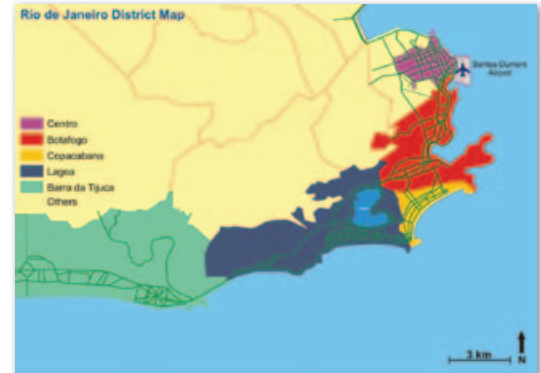 Rio de Janeiro District Map
Santos Dumont
Airport
Centro
Botafogo
Copacabana
Lagoa
Barra da Tijuca
Others
3 km
N